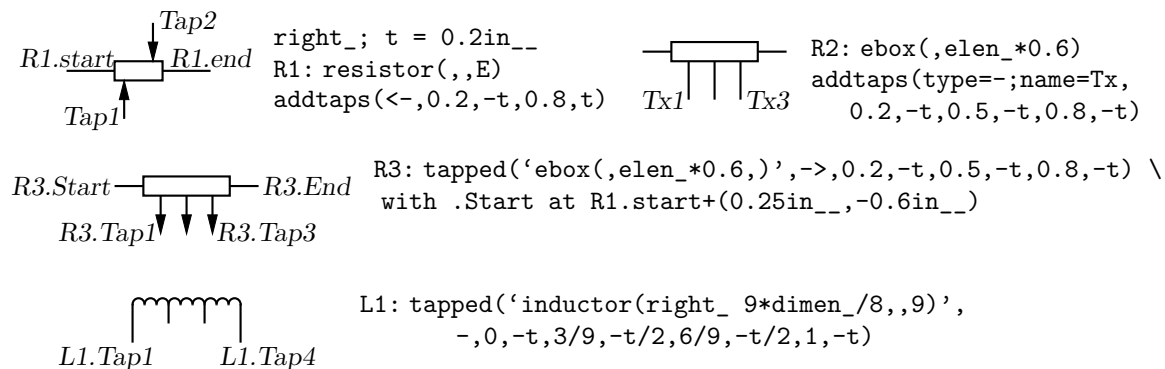 Tap2
R1.start R1.end
Tap1
right_; t = 0.2in__
R1: resistor(,,E)
addtaps(<-,0.2,-t,0.8,t)
Tx1 Tx3
R2: ebox(,elen_*0.6)
addtaps(type=-;name=Tx,
0.2,-t,0.5,-t,0.8,-t)
R3.Start R3.End
R3.Tap1 R3.Tap3
R3: tapped(‘ebox(,elen_*0.6,)’,->,0.2,-t,0.5,-t,0.8,-t) \
with .Start at R1.start+(0.25in__,-0.6in__)
L1.Tap1 L1.Tap4
L1: tapped(‘inductor(right_ 9*dimen_/8,,9)’,
-,0,-t,3/9,-t/2,6/9,-t/2,1,-t)